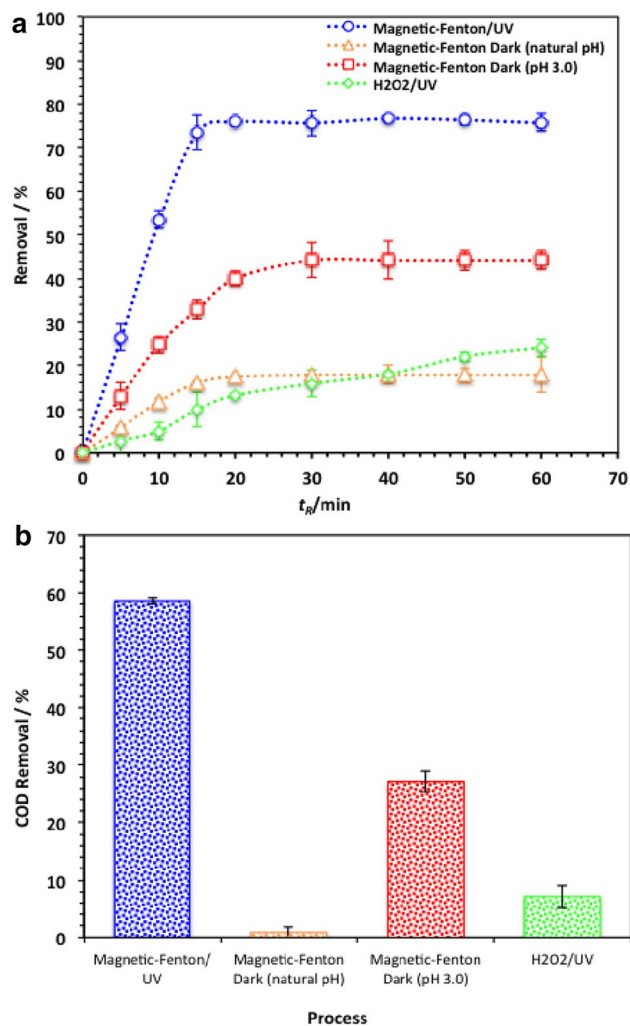 a
Magnetic-Fenton/UV
Magnetic-Fenton Dark (natural pH)
Magnetic-Fenton Dark (pH 3.0)
H2O2/UV
100
90
80
70
60
50
40
30
20
10
0
Removal / %
0 10 20 30 40 50 60 70
tR/min
b
70
60
50
40
30
20
10
0
COD Removal / %
Magnetic-Fenton/ Magnetic-Fenton Magnetic-Fenton H2O2/UV
UV Dark (natural pH) Dark (pH 3.0)
Process